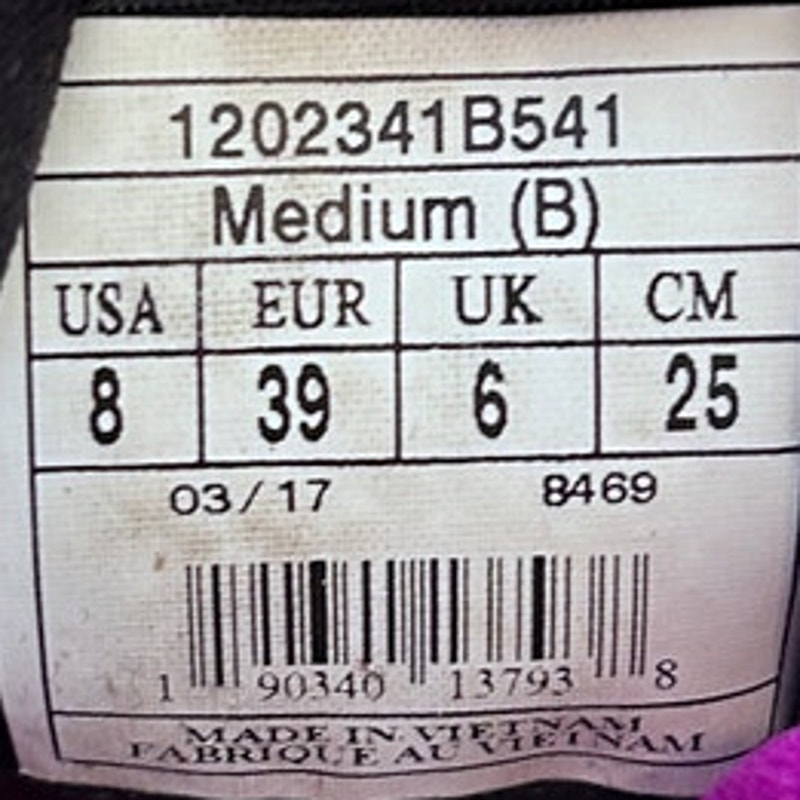 1202341B541
Medium (B)
USA EUR UK CM
8 39 6 25
03/17 8469
1 90340 13793 8
MADE IN VIETNAM
FABRIQUE AU VIETNAM